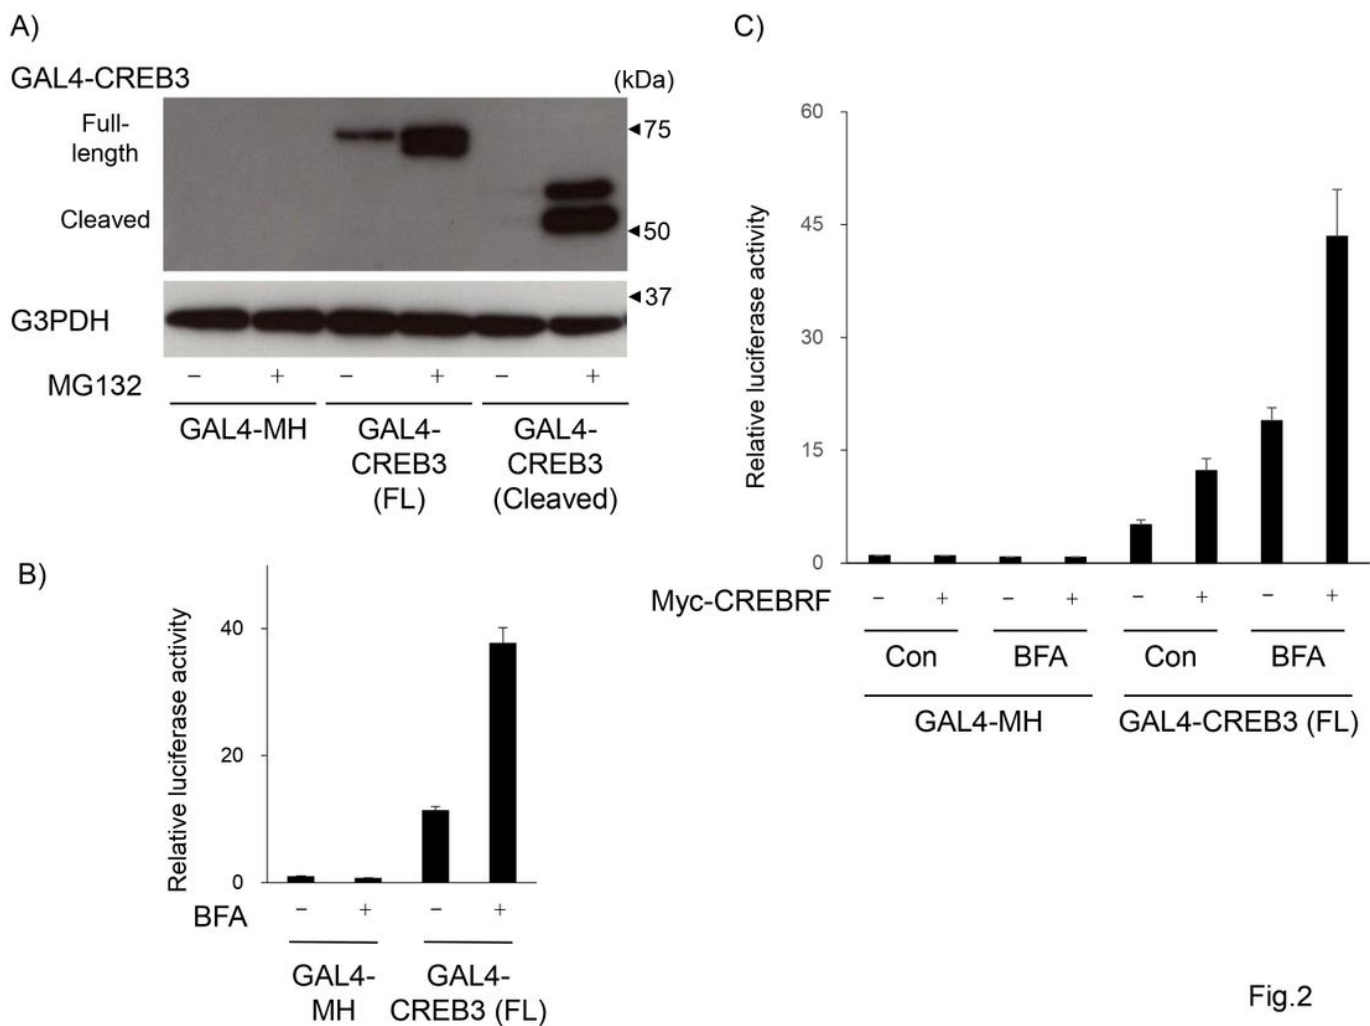 A)
GAL4-CREB3
(kDa)
Full-
length
Cleaved
◄75
◄50
◄37
G3PDH
MG132 − + − + − +
GAL4-MH
GAL4-
CREB3
(FL)
GAL4-
CREB3
(Cleaved)
B)
Relative luciferase activity
40
20
0
BFA − + − +
GAL4-
MH
GAL4-
CREB3 (FL)
C)
Relative luciferase activity
60
45
30
15
0
Myc-CREBRF − + − + − + − +
Con BFA Con BFA
GAL4-MH GAL4-CREB3 (FL)
Fig.2